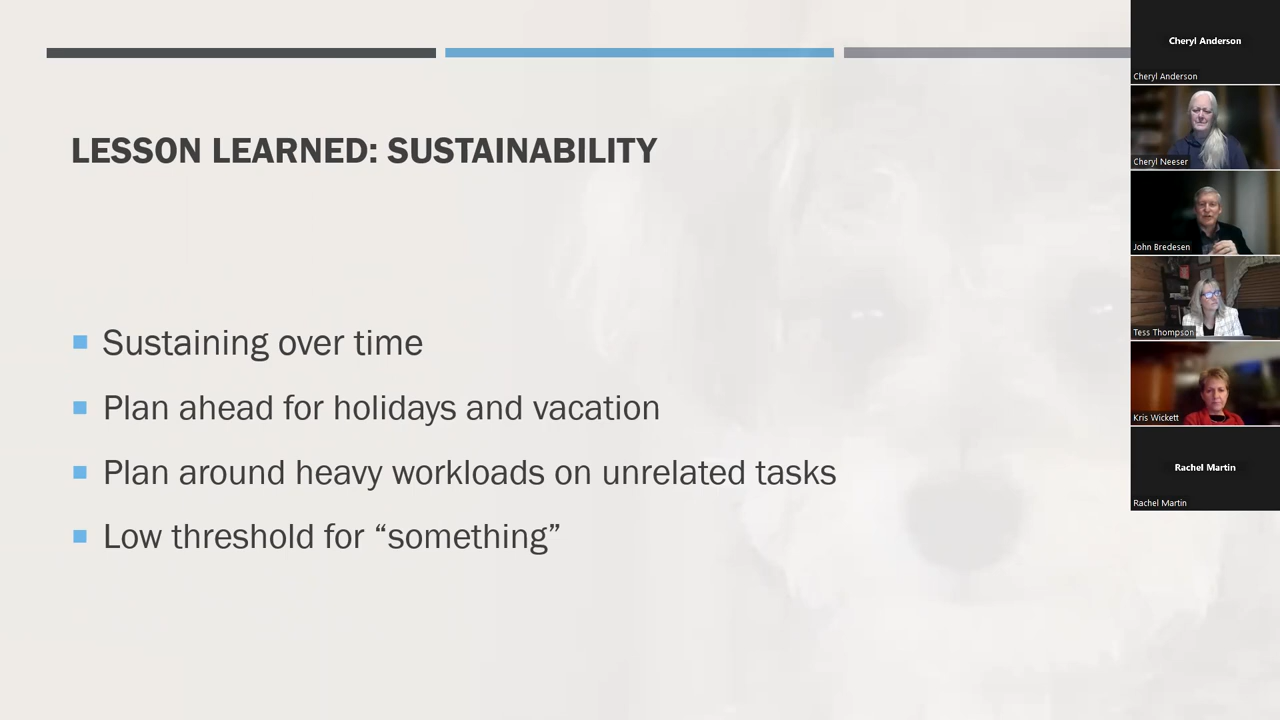 LESSON LEARNED: SUSTAINABILITY
Sustaining over time
Plan ahead for holidays and vacation
Plan around heavy workloads on unrelated tasks
Low threshold for “something”
Cheryl Anderson
Cheryl Anderson
Cheryl Neeser
John Bredesen
Tess Thompson
Kris Wickett
Rachel Martin
Rachel Martin